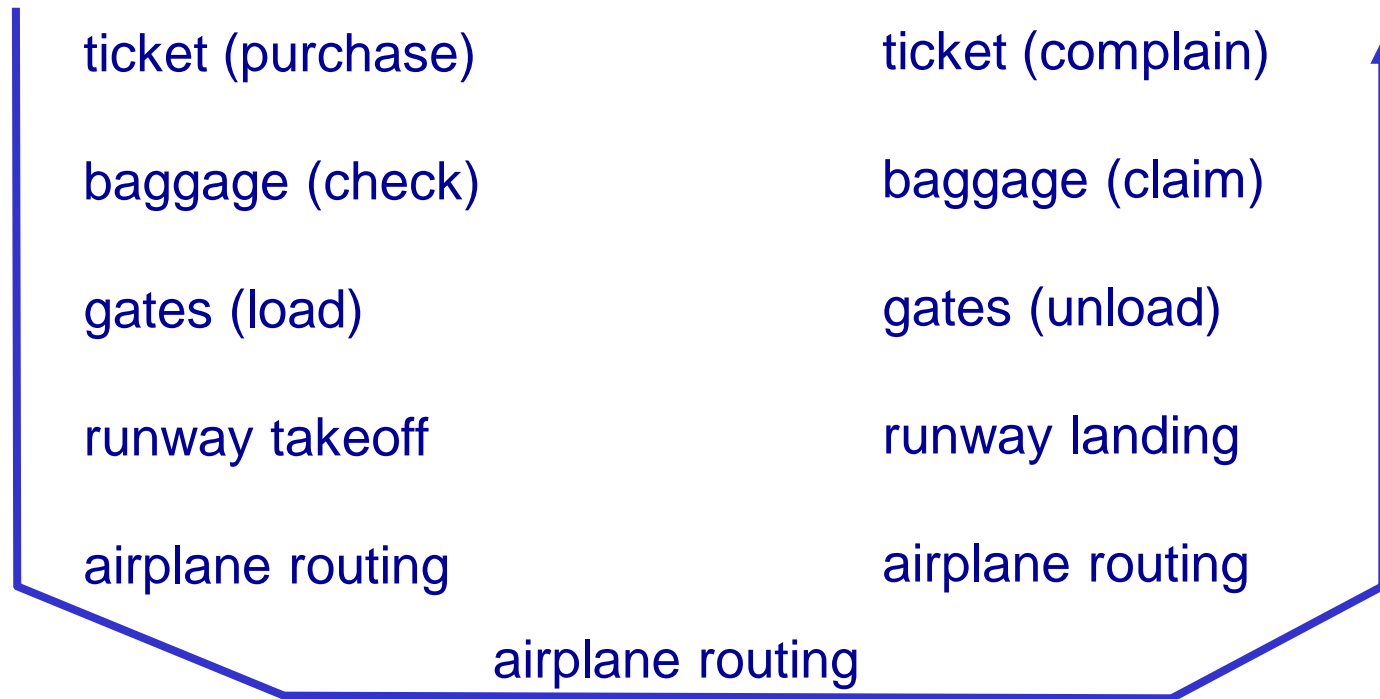 ticket (purchase)
baggage (check)
gates (load)
runway takeoff
airplane routing
airplane routing
ticket (complain)
baggage (claim)
gates (unload)
runway landing
airplane routing